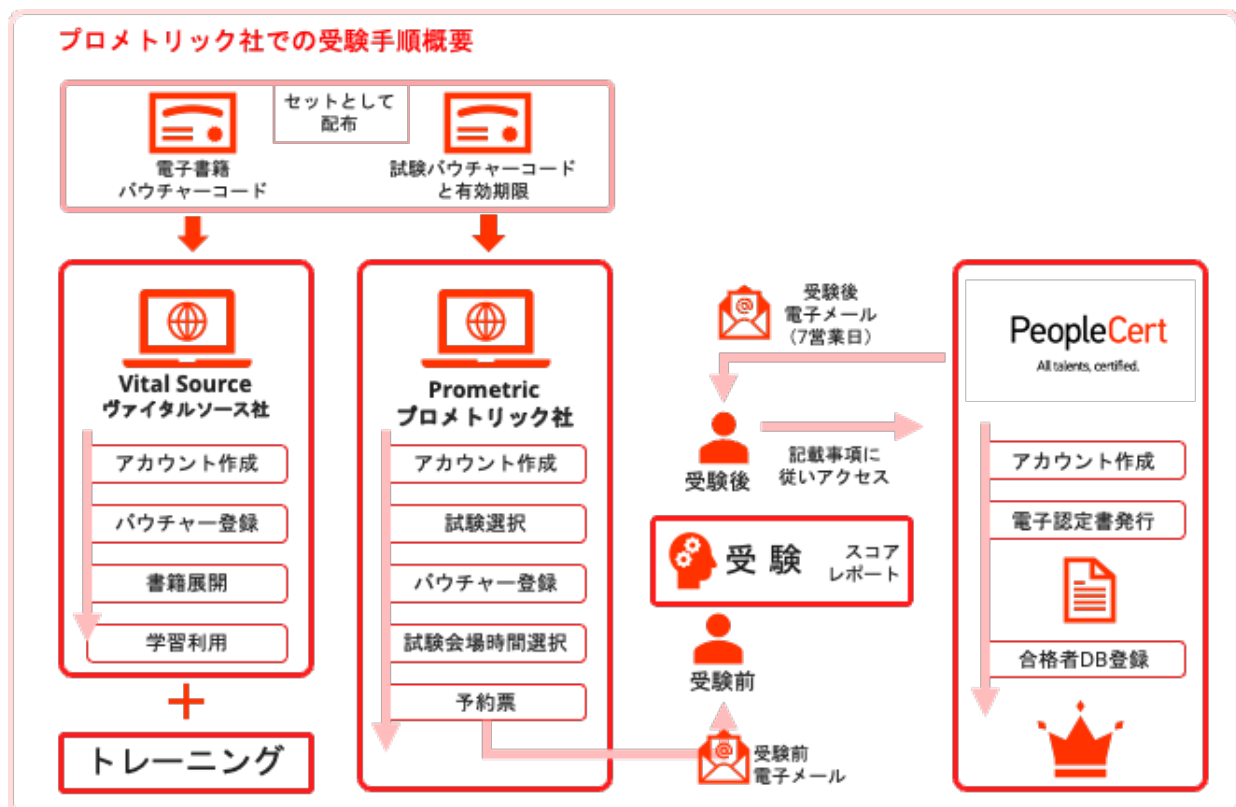 プロメトリック社での受験手順概要
セットとして
配布
電子書籍
バウチャーコード
試験バウチャーコード
と有効期限
Vital Source
ヴァイタルソース社
アカウント作成
バウチャー登録
書籍展開
学習利用
トレーニング
Prometric
プロメトリック社
アカウント作成
試験選択
バウチャー登録
試験会場時間選択
予約票
受験後
電子メール
(7営業日)
受験後
記載事項に
従いアクセス
受験
スコア
レポート
受験前
受験前
電子メール
PeopleCert
All talents, certified.
アカウント作成
電子認定書発行
合格者DB登録